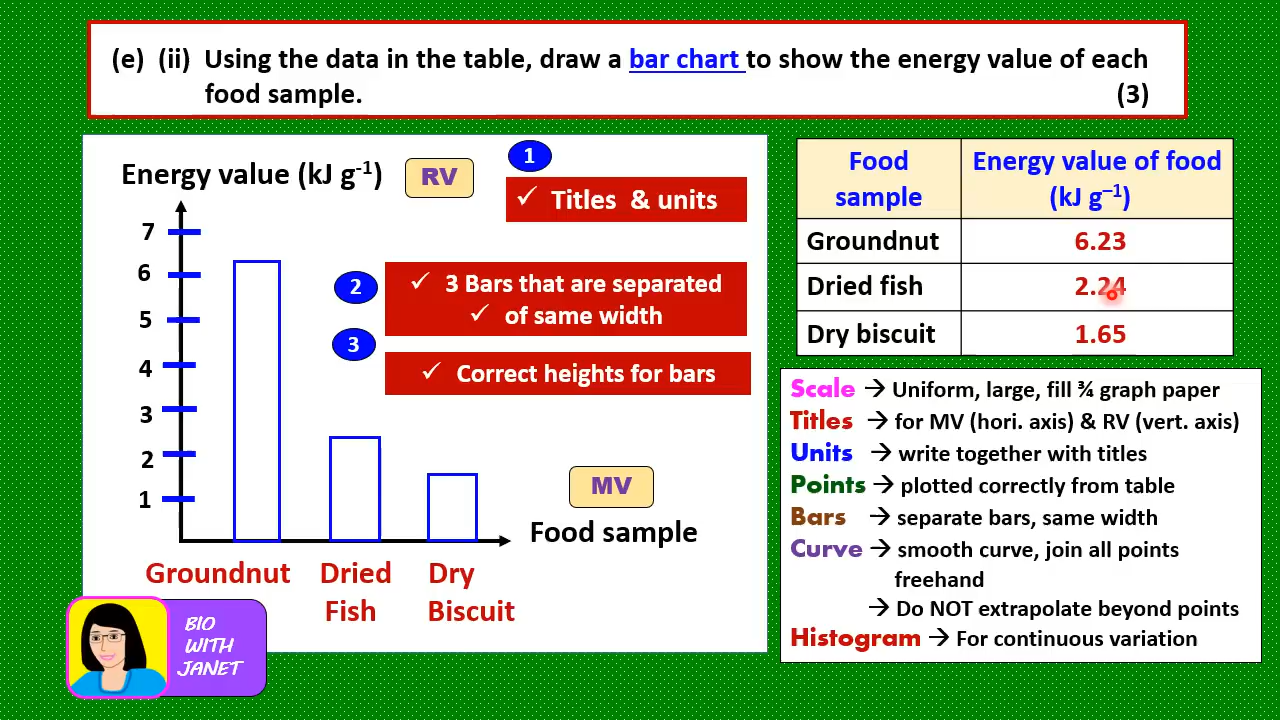 (e) (ii) Using the data in the table, draw a bar chart to show the energy value of each
food sample. (3)
Energy value (kJ g⁻¹)
RV
1
✓ Titles & units
2
✓ 3 Bars that are separated
✓ of same width
3
✓ Correct heights for bars
7
6
5
4
3
2
1
MV
Food sample
Groundnut Dried Dry
Fish Biscuit
BIO
WITH
JANET
Food Energy value of food
sample (kJ g⁻¹)
Groundnut 6.23
Dried fish 2.24
Dry biscuit 1.65
Scale → Uniform, large, fill ¾ graph paper
Titles → for MV (hori. axis) & RV (vert. axis)
Units → write together with titles
Points → plotted correctly from table
Bars → separate bars, same width
Curve → smooth curve, join all points
freehand
→ Do NOT extrapolate beyond points
Histogram → For continuous variation